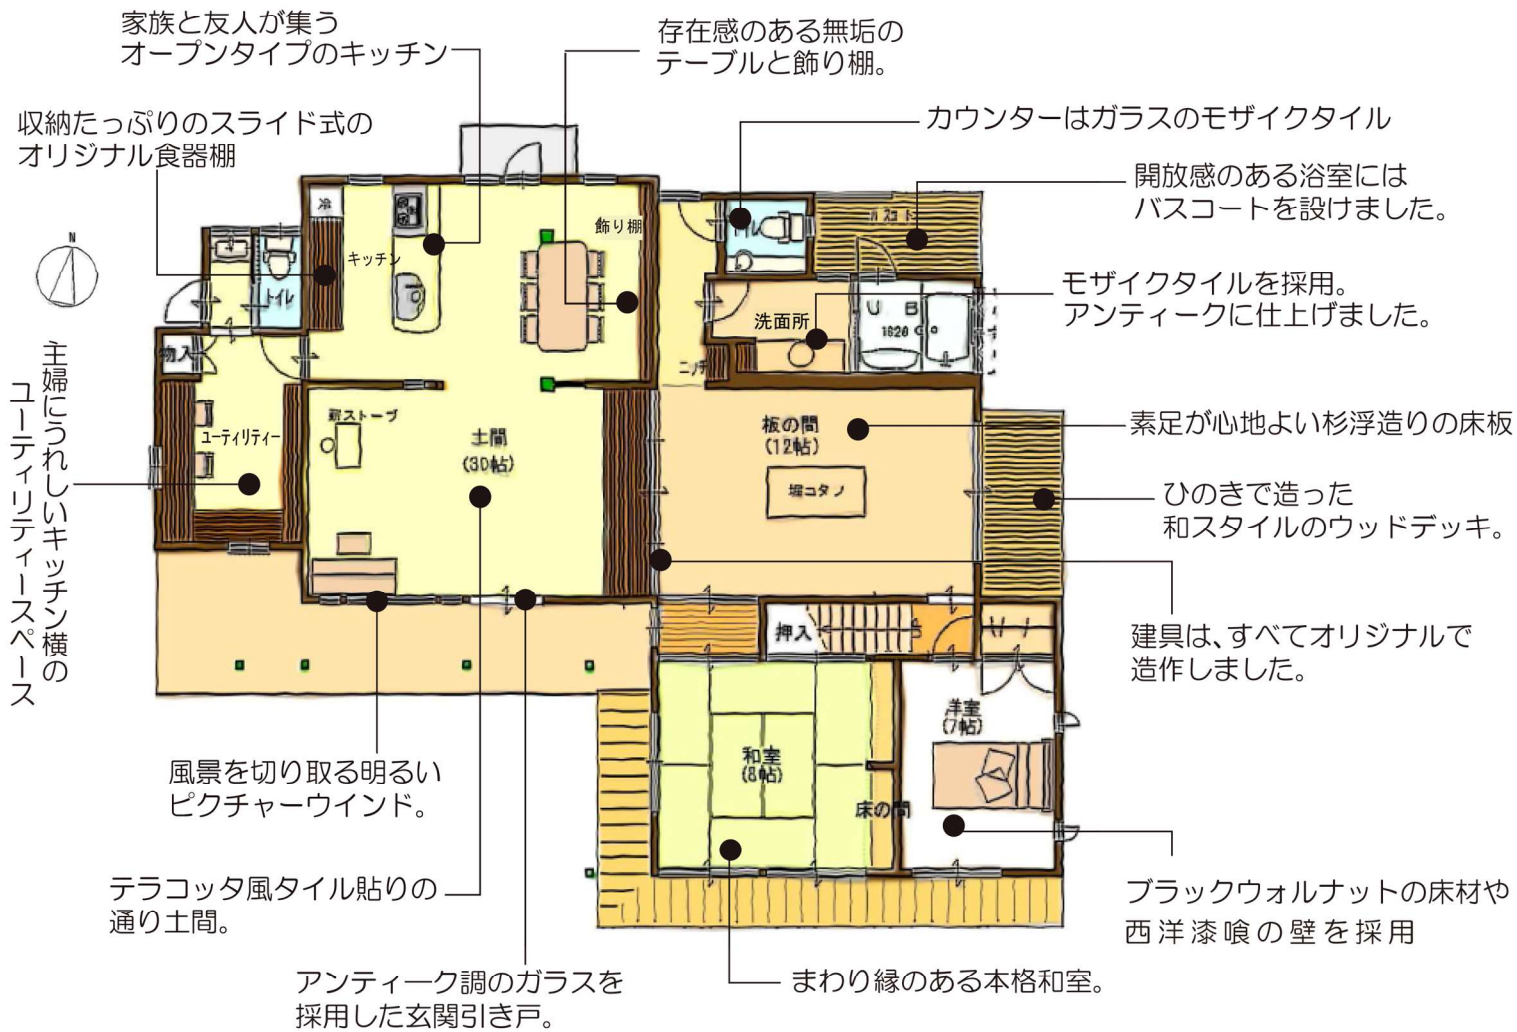 家族と友人が集う
オープンタイプのキッチン
存在感のある無垢の
テーブルと飾り棚。
収納たっぷりのスライド式の
オリジナル食器棚
カウンターはガラスのモザイクタイル
開放感のある浴室には
バスコートを設けました。
モザイクタイルを採用。
アンティークに仕上げました。
N
冷
キッチン
飾り棚
トイレ
トイレ
バスコート
洗面所
U B
1620
ニッチ
物入
ユーティリティー
主婦にうれしいキッチン横の
ユーティリティースペース
薪ストーブ
土間
(30帖)
板の間
(12帖)
堀コタツ
素足が心地よい杉浮造りの床板
ひのきで造った
和スタイルのウッドデッキ。
建具は、すべてオリジナルで
造作しました。
押入
洋室
(7帖)
和室
(8帖)
床の間
風景を切り取る明るい
ピクチャーウインド。
テラコッタ風タイル貼りの
通り土間。
ブラックウォルナットの床材や
西洋漆喰の壁を採用
アンティーク調のガラスを
採用した玄関引き戸。
まわり縁のある本格和室。